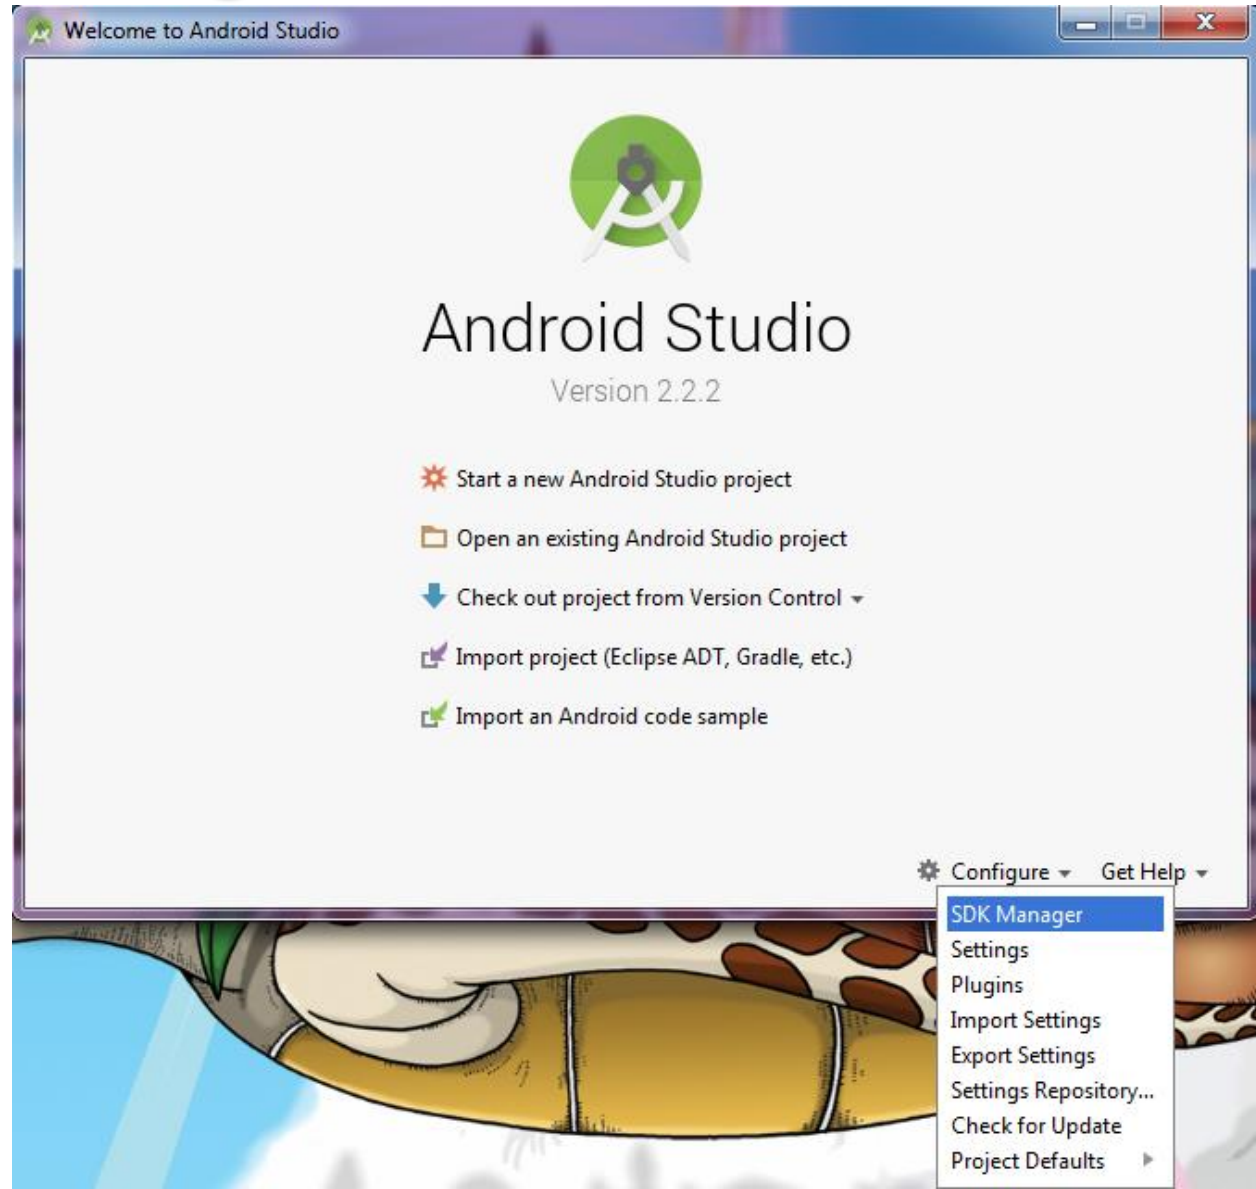 Welcome to Android Studio
Android Studio
Version 2.2.2
Start a new Android Studio project
Open an existing Android Studio project
Check out project from Version Control
Import project (Eclipse ADT, Gradle, etc.)
Import an Android code sample
Configure Get Help
SDK Manager
Settings
Plugins
Import Settings
Export Settings
Settings Repository...
Check for Update
Project Defaults